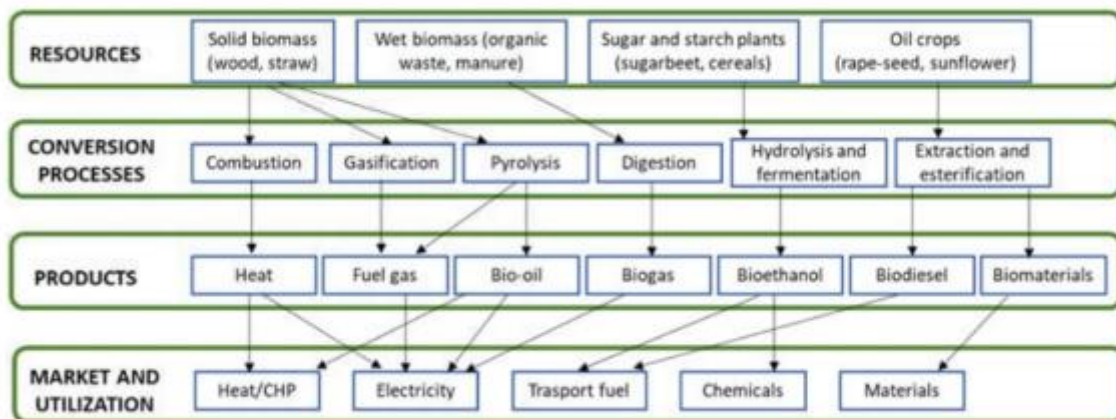 RESOURCES
Solid biomass
(wood, straw)
Wet biomass (organic
waste, manure)
Sugar and starch plants
(sugarbeet, cereals)
Oil crops
(rape-seed, sunflower)
CONVERSION
PROCESSES
Combustion
Gasification
Pyrolysis
Digestion
Hydrolysis and
fermentation
Extraction and
esterification
PRODUCTS
Heat
Fuel gas
Bio-oil
Biogas
Bioethanol
Biodiesel
Biomaterials
MARKET AND
UTILIZATION
Heat/CHP
Electricity
Trasport fuel
Chemicals
Materials